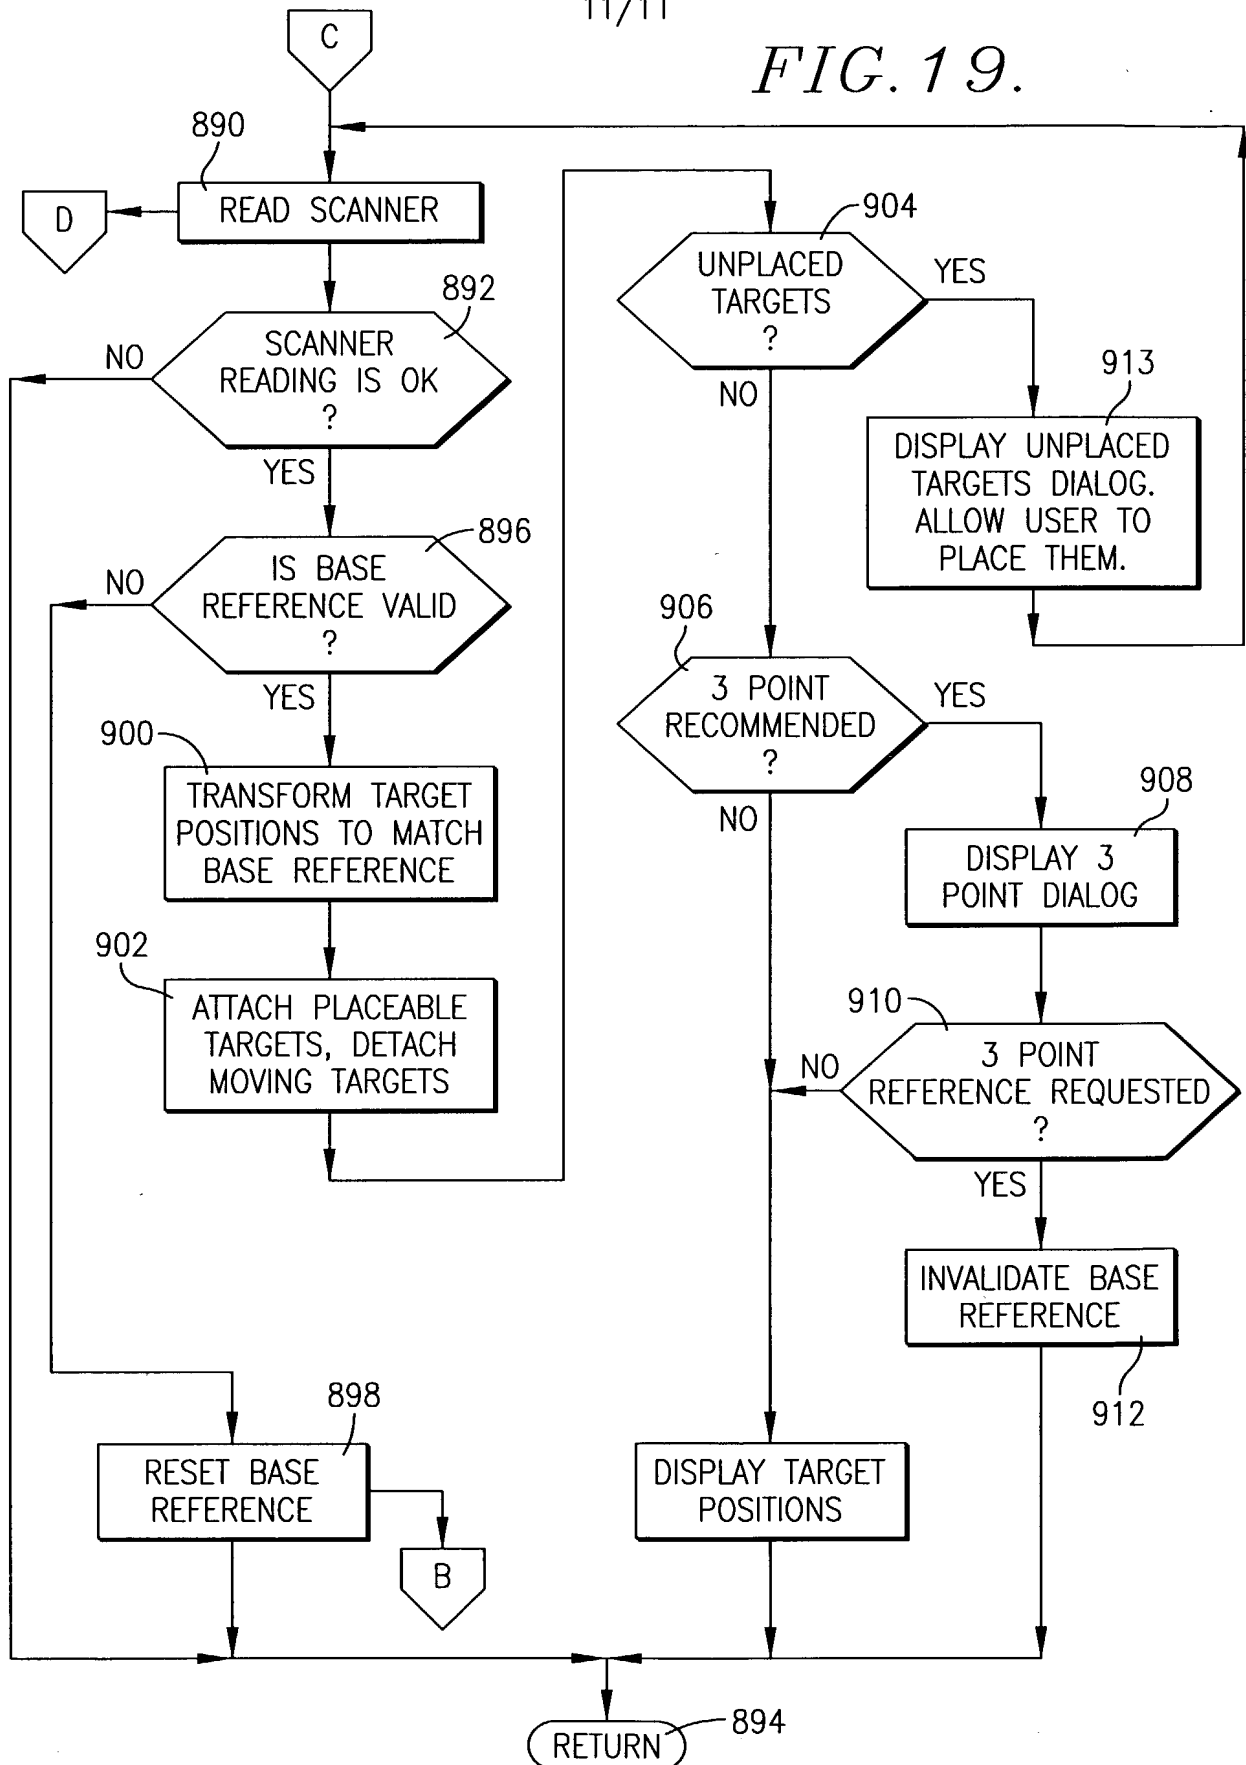 11/11
FIG. 19.
C
890
READ SCANNER
D
892
SCANNER
READING IS OK
?
NO
YES
896
IS BASE
REFERENCE VALID
?
NO
YES
900
TRANSFORM TARGET
POSITIONS TO MATCH
BASE REFERENCE
902
ATTACH PLACEABLE
TARGETS, DETACH
MOVING TARGETS
898
RESET BASE
REFERENCE
B
904
UNPLACED
TARGETS
?
YES
NO
913
DISPLAY UNPLACED
TARGETS DIALOG.
ALLOW USER TO
PLACE THEM.
906
3 POINT
RECOMMENDED
?
YES
NO
908
DISPLAY 3
POINT DIALOG
910
3 POINT
REFERENCE REQUESTED
?
NO
YES
INVALIDATE BASE
REFERENCE
912
DISPLAY TARGET
POSITIONS
RETURN
894